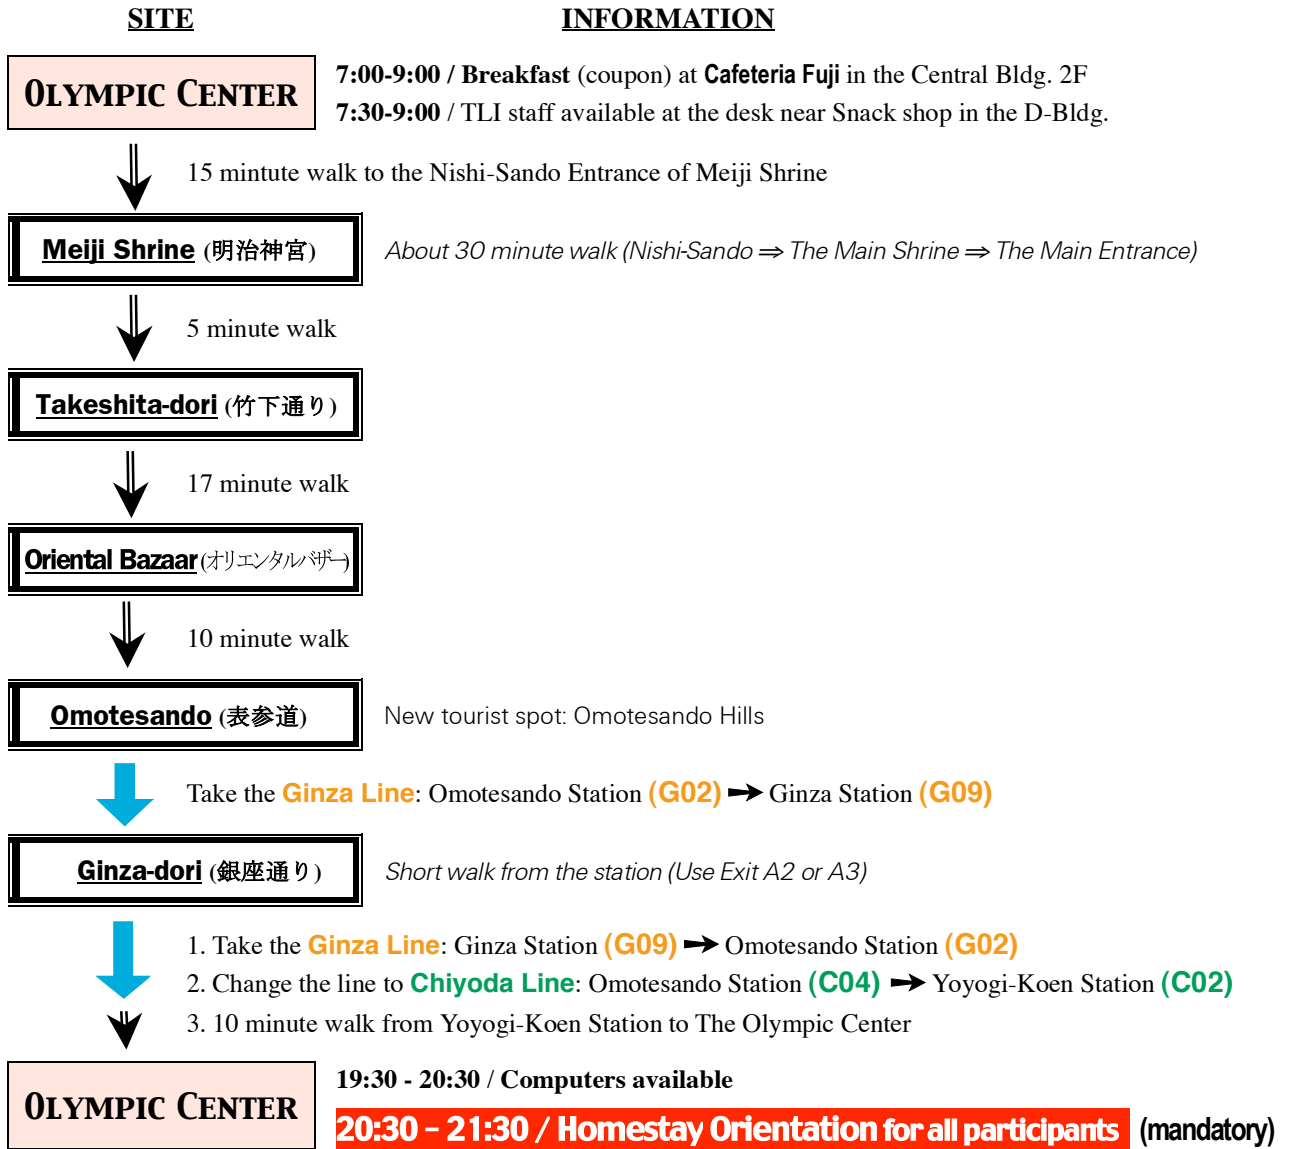 SITE
INFORMATION
OLYMPIC CENTER
7:00-9:00 / Breakfast (coupon) at Cafeteria Fuji in the Central Bldg. 2F
7:30-9:00 / TLI staff available at the desk near Snack shop in the D-Bldg.
15 mintute walk to the Nishi-Sando Entrance of Meiji Shrine
Meiji Shrine (明治神宮)
About 30 minute walk (Nishi-Sando ⇒ The Main Shrine ⇒ The Main Entrance)
5 minute walk
Takeshita-dori (竹下通り)
17 minute walk
Oriental Bazaar (オリエンタルバザー)
10 minute walk
Omotesando (表参道)
New tourist spot: Omotesando Hills
Take the Ginza Line: Omotesando Station (G02) ➛ Ginza Station (G09)
Ginza-dori (銀座通り)
Short walk from the station (Use Exit A2 or A3)
1. Take the Ginza Line: Ginza Station (G09) ➛ Omotesando Station (G02)
2. Change the line to Chiyoda Line: Omotesando Station (C04) ➛ Yoyogi-Koen Station (C02)
3. 10 minute walk from Yoyogi-Koen Station to The Olympic Center
OLYMPIC CENTER
19:30 - 20:30 / Computers available
20:30 – 21:30 / Homestay Orientation for all participants (mandatory)